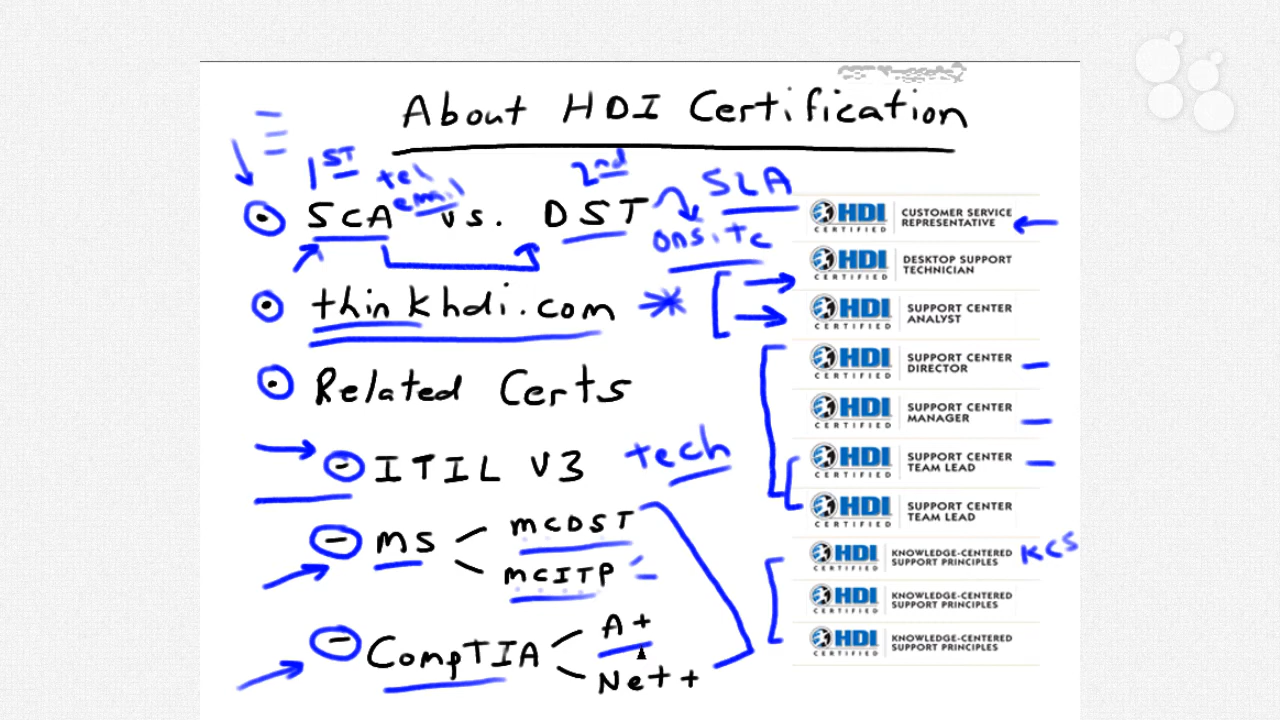 About HDI Certification
1ST tel email 2nd SLA
SCA vs. DST
onsite
thinkhdi.com *
Related Certs
- ITIL V3 tech
- MS < MCDST
MCITP
- CompTIA < A+
Net+
HDI CERTIFIED CUSTOMER SERVICE
REPRESENTATIVE
HDI CERTIFIED DESKTOP SUPPORT
TECHNICIAN
HDI CERTIFIED SUPPORT CENTER
ANALYST
HDI CERTIFIED SUPPORT CENTER
DIRECTOR
HDI CERTIFIED SUPPORT CENTER
MANAGER
HDI CERTIFIED SUPPORT CENTER
TEAM LEAD
HDI CERTIFIED SUPPORT CENTER
TEAM LEAD
HDI CERTIFIED KNOWLEDGE-CENTERED
SUPPORT PRINCIPLES KCS
HDI CERTIFIED KNOWLEDGE-CENTERED
SUPPORT PRINCIPLES
HDI CERTIFIED KNOWLEDGE-CENTERED
SUPPORT PRINCIPLES